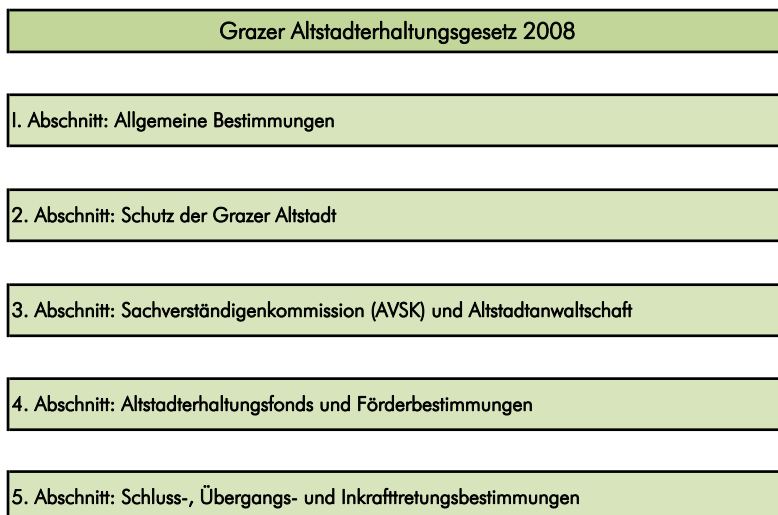 Grazer Altstadterhaltungsgesetz 2008
I. Abschnitt: Allgemeine Bestimmungen
2. Abschnitt: Schutz der Grazer Altstadt
3. Abschnitt: Sachverständigenkommission (AVSK) und Altstadtanwaltschaft
4. Abschnitt: Altstadterhaltungsfonds und Förderbestimmungen
5. Abschnitt: Schluss-, Übergangs- und Inkrafttretungsbestimmungen